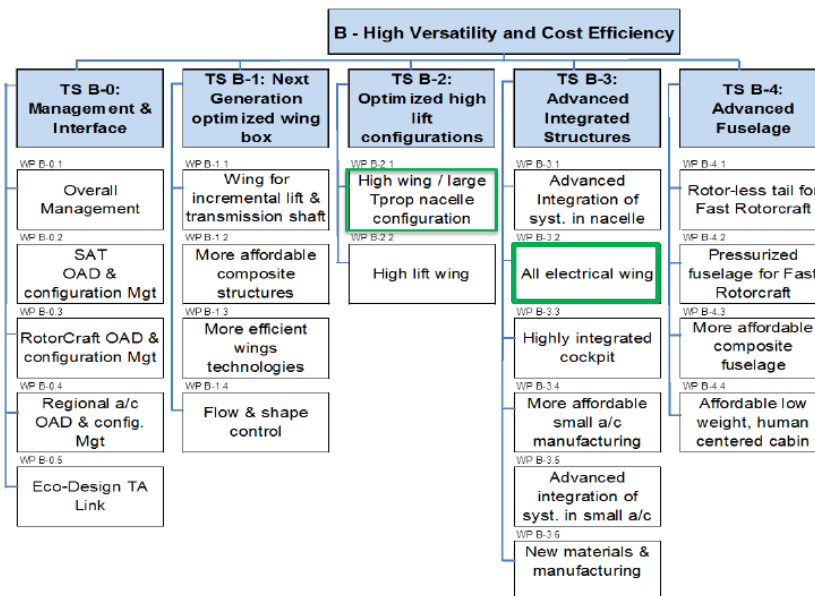 B - High Versatility and Cost Efficiency
TS B-0:
Management &
Interface
WP B-0.1
Overall
Management
WP B-0.2
SAT
OAD &
configuration Mgt
WP B-0.3
RotorCraft OAD &
configuration Mgt
WP B-0.4
Regional a/c
OAD & config.
Mgt
WP B-0.5
Eco-Design TA
Link
TS B-1: Next
Generation
optimized wing
box
WP B-1.1
Wing for
incremental lift &
transmission shaft
WP B-1.2
More affordable
composite
structures
WP B-1.3
More efficient
wings
technologies
WP B-1.4
Flow & shape
control
TS B-2:
Optimized high
lift
configurations
WP B-2.1
High wing / large
Tprop nacelle
configuration
WP B-2.2
High lift wing
TS B-3:
Advanced
Integrated
Structures
WP B-3.1
Advanced
Integration of
syst. in nacelle
WP B-3.2
All electrical wing
WP B-3.3
Highly integrated
cockpit
WP B-3.4
More affordable
small a/c
manufacturing
WP B-3.5
Advanced
integration of
syst. in small a/c
WP B-3.6
New materials &
manufacturing
TS B-4:
Advanced
Fuselage
WP B-4.1
Rotor-less tail for
Fast Rotorcraft
WP B-4.2
Pressurized
fuselage for Fast
Rotorcraft
WP B-4.3
More affordable
composite
fuselage
WP B-4.4
Affordable low
weight, human
centered cabin